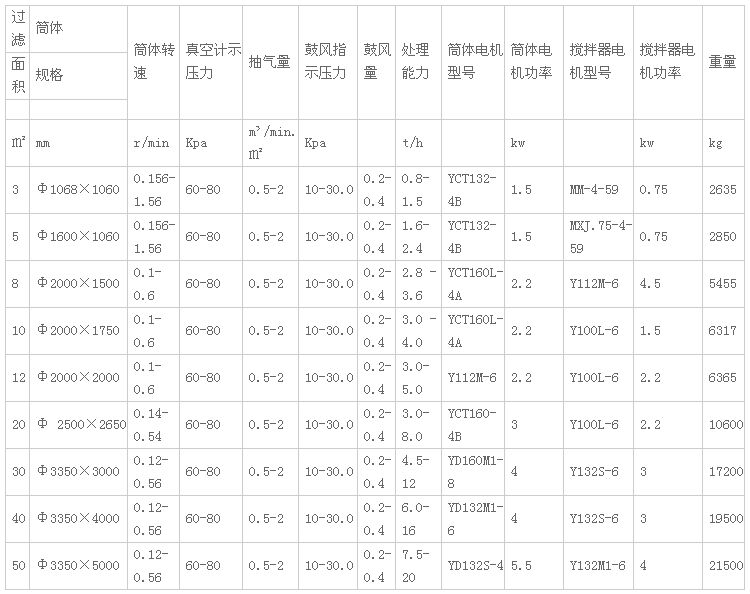 过滤
面积
筒体
规格
筒体转速
真空计示压力
抽气量
鼓风指示压力
鼓风量
处理能力
筒体电机型号
筒体电机功率
搅拌器电机型号
搅拌器电机功率
重量
㎡ mm r/min Kpa m³/min.㎡ Kpa t/h kw kw kg
3 Φ1068×1060 0.156-1.56 60-80 0.5-2 10-30.0 0.2-0.4 0.8-1.5 YCT132-4B 1.5 MM-4-59 0.75 2635
5 Φ1600×1060 0.156-1.56 60-80 0.5-2 10-30.0 0.2-0.4 1.6-2.4 YCT132-4B 1.5 MXJ.75-4-59 0.75 2850
8 Φ2000×1500 0.1-0.6 60-80 0.5-2 10-30.0 0.2-0.4 2.8 -3.6 YCT160L-4A 2.2 Y112M-6 4.5 5455
10 Φ2000×1750 0.1-0.6 60-80 0.5-2 10-30.0 0.2-0.4 3.0 -4.0 YCT160L-4A 2.2 Y100L-6 1.5 6317
12 Φ2000×2000 0.1-0.6 60-80 0.5-2 10-30.0 0.2-0.4 3.0-5.0 Y112M-6 2.2 Y100L-6 2.2 6365
20 Φ 2500×2650 0.14-0.54 60-80 0.5-2 10-30.0 0.2-0.4 3.0-8.0 YCT160-4B 3 Y100L-6 2.2 10600
30 Φ3350×3000 0.12-0.56 60-80 0.5-2 10-30.0 0.2-0.4 4.5-12 YD160M1-8 4 Y132S-6 3 17200
40 Φ3350×4000 0.12-0.56 60-80 0.5-2 10-30.0 0.2-0.4 6.0-16 YD132M1-6 4 Y132S-6 3 19500
50 Φ3350×5000 0.12-0.56 60-80 0.5-2 10-30.0 0.2-0.4 7.5-20 YD132S-4 5.5 Y132M1-6 4 21500